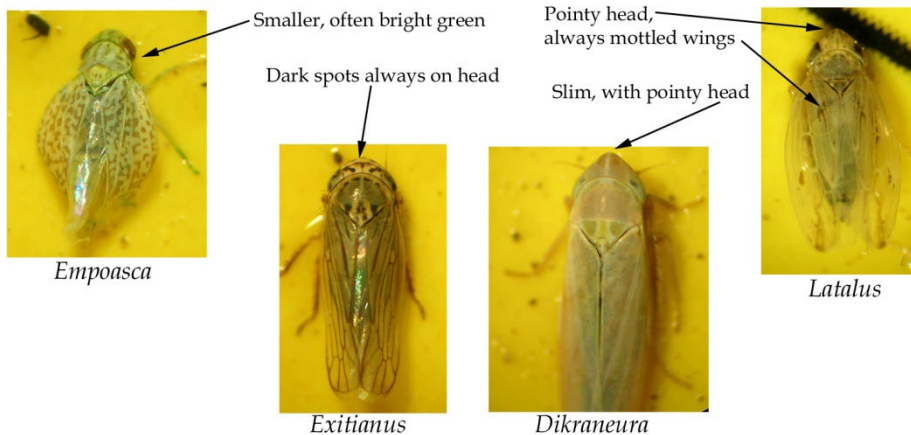 Smaller, often bright green
Pointy head,
always mottled wings
Dark spots always on head
Slim, with pointy head
Empoasca
Latalus
Exitianus
Dikraneura